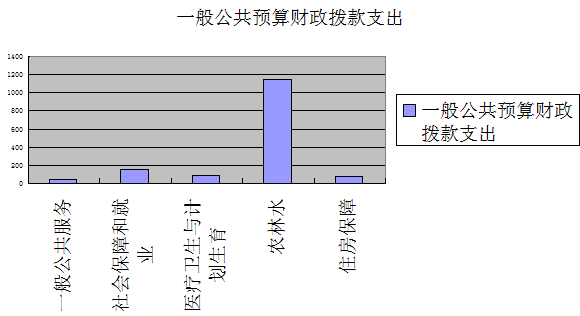 一般公共预算财政拨款支出
1400
1200
1000
800
600
400
200
0
一般公共服务
社会保障和就
业
医疗卫生与计
划生育
农林水
住房保障
一般公共预算财政
拨款支出